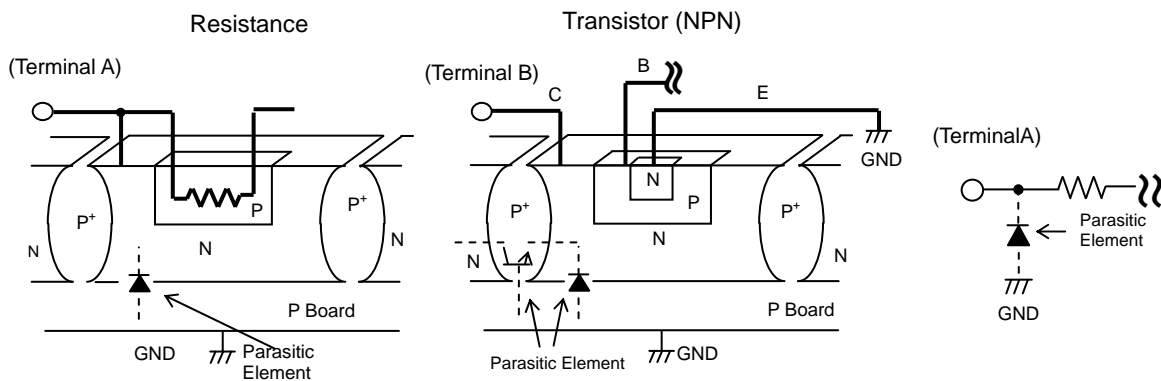 Resistance
(Terminal A)
P+
P
P+
N
N
N
P Board
GND
Parasitic
Element
Transistor (NPN)
(Terminal B)
C
B
E
GND
P+
N
P
P+
N
N
N
P Board
Parasitic Element
GND
(TerminalA)
Parasitic
Element
GND